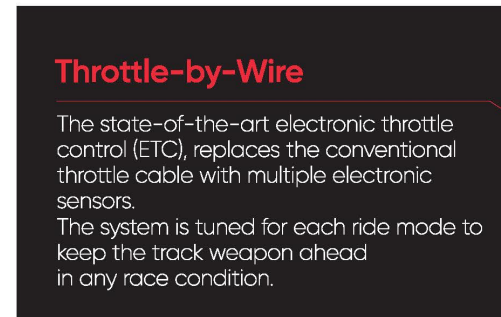 Throttle-by-Wire
The state-of-the-art electronic throttle
control (ETC), replaces the conventional
throttle cable with multiple electronic
sensors.
The system is tuned for each ride mode to
keep the track weapon ahead
in any race condition.